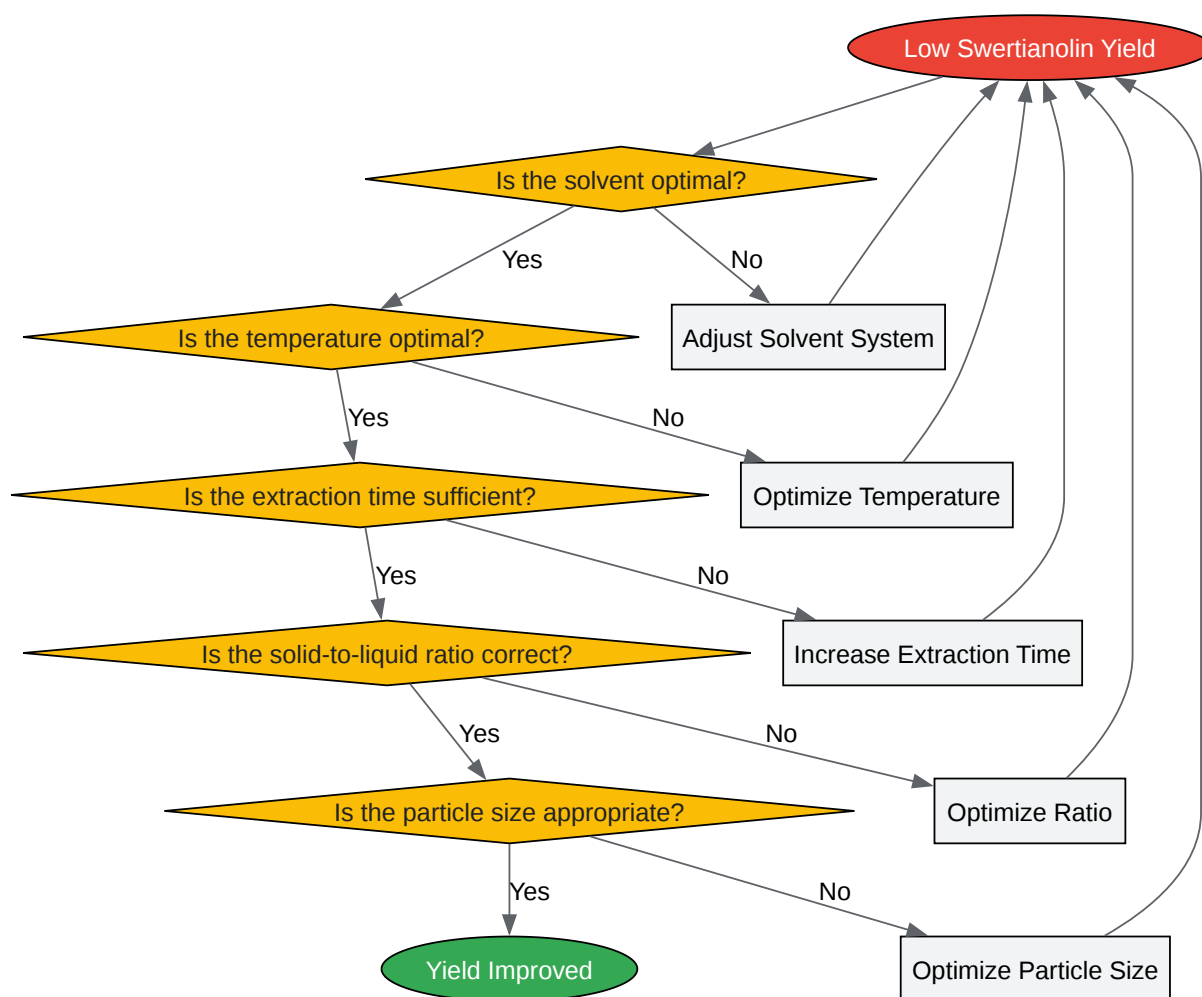 Low Swertianolin Yield
Is the solvent optimal?
Yes
No
Is the temperature optimal?
Adjust Solvent System
Yes
No
Is the extraction time sufficient?
Optimize Temperature
Yes
No
Is the solid-to-liquid ratio correct?
Increase Extraction Time
Yes
No
Is the particle size appropriate?
Optimize Ratio
Yes
No
Yield Improved
Optimize Particle Size